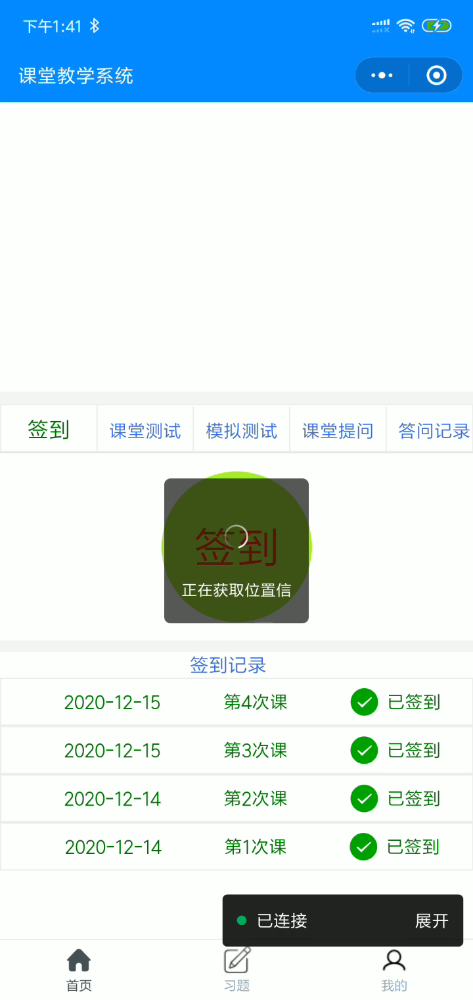 下午1:41
课堂教学系统
签到 课堂测试 模拟测试 课堂提问 答问记录
签到
正在获取位置信
签到记录
2020-12-15 第4次课 已签到
2020-12-15 第3次课 已签到
2020-12-14 第2次课 已签到
2020-12-14 第1次课 已签到
已连接 展开
首页 习题 我的